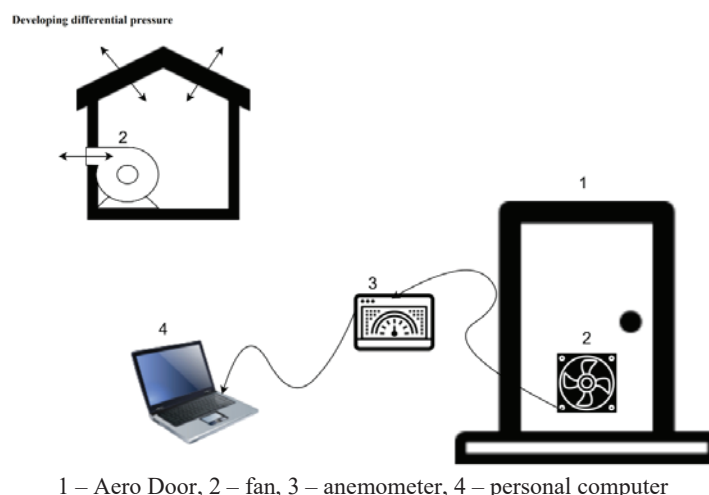 Developing differential pressure
2
1
3
4
2
1 – Aero Door, 2 – fan, 3 – anemometer, 4 – personal computer